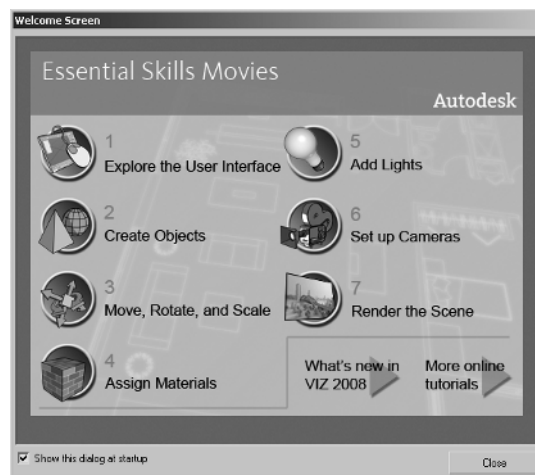 Welcome Screen
Essential Skills Movies
Autodesk
1
Explore the User Interface
2
Create Objects
3
Move, Rotate, and Scale
4
Assign Materials
5
Add Lights
6
Set up Cameras
7
Render the Scene
What's new in
VIZ 2008
More online
tutorials
Show this dialog at startup
Close